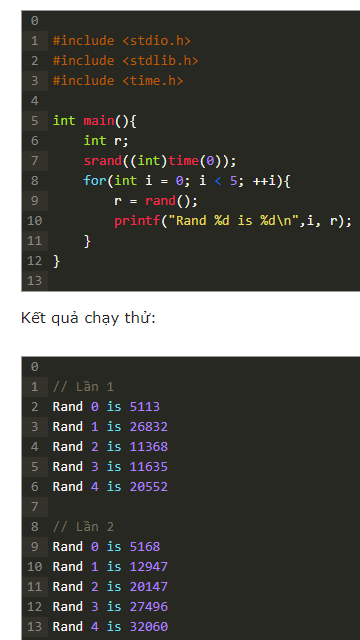 0
1 #include <stdio.h>
2 #include <stdlib.h>
3 #include <time.h>
4
5 int main(){
6     int r;
7     srand((int)time(0));
8     for(int i = 0; i < 5; ++i){
9         r = rand();
10         printf("Rand %d is %d\n",i, r);
11     }
12 }
13
Kết quả chạy thử:
0
1 // Lần 1
2 Rand 0 is 5113
3 Rand 1 is 26832
4 Rand 2 is 11368
5 Rand 3 is 11635
6 Rand 4 is 20552
7
8 // Lần 2
9 Rand 0 is 5168
10 Rand 1 is 12947
11 Rand 2 is 20147
12 Rand 3 is 27496
13 Rand 4 is 32060